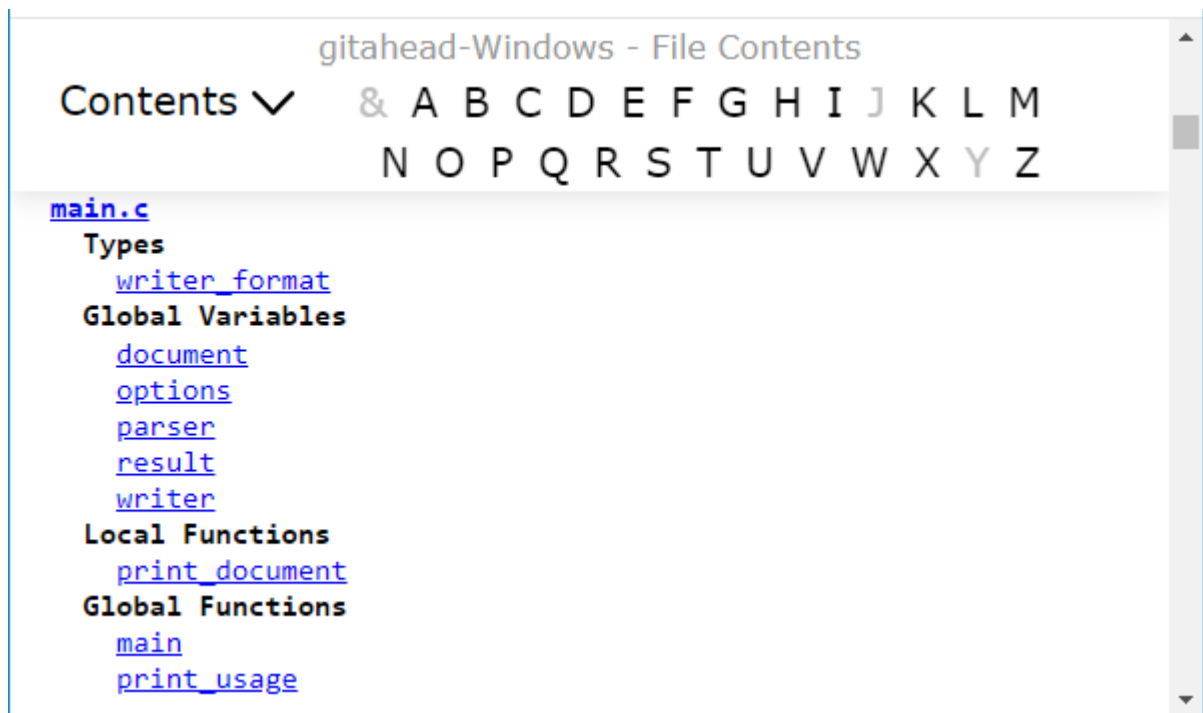 gitahead-Windows - File Contents
Contents & A B C D E F G H I J K L M
N O P Q R S T U V W X Y Z
main.c
Types
writer_format
Global Variables
document
options
parser
result
writer
Local Functions
print_document
Global Functions
main
print_usage